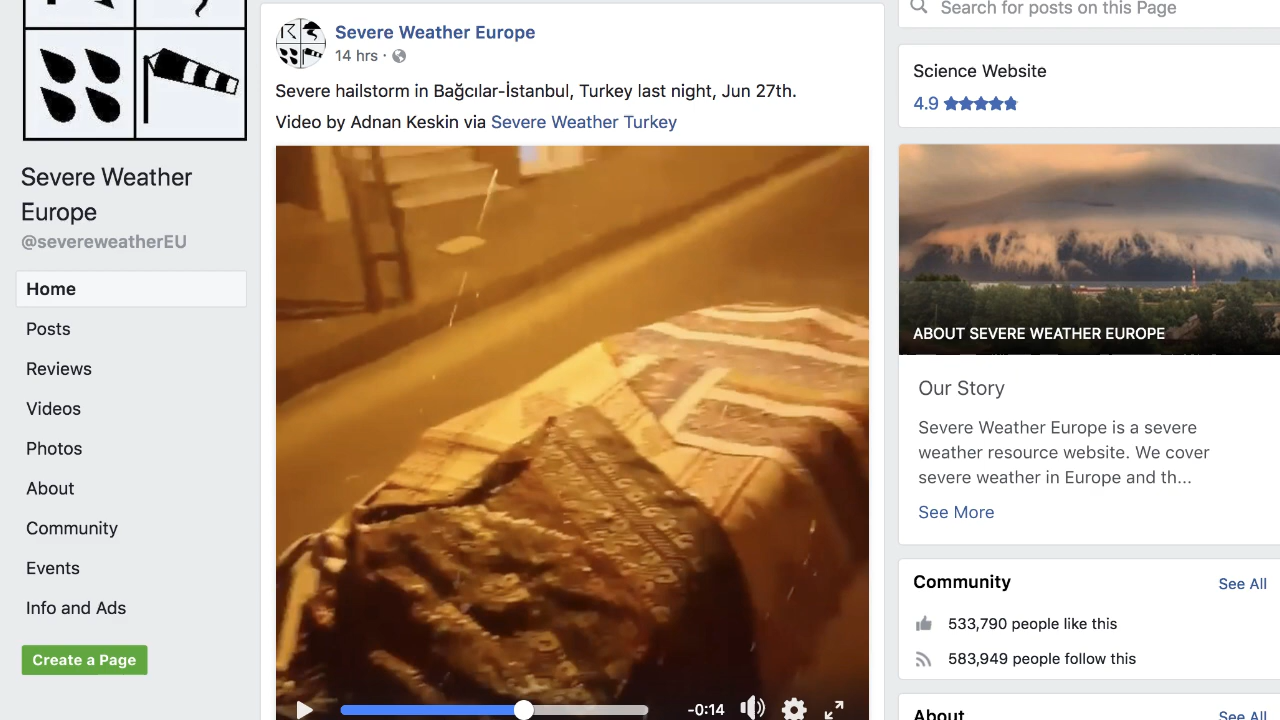 Severe Weather
Europe
@severeweatherEU
Home
Posts
Reviews
Videos
Photos
About
Community
Events
Info and Ads
Create a Page
Severe Weather Europe
14 hrs ·
Severe hailstorm in Bağcılar-İstanbul, Turkey last night, Jun 27th.
Video by Adnan Keskin via Severe Weather Turkey
-0:14
Search for posts on this Page
Science Website
4.9
ABOUT SEVERE WEATHER EUROPE
Our Story
Severe Weather Europe is a severe
weather resource website. We cover
severe weather in Europe and th...
See More
Community See All
533,790 people like this
583,949 people follow this
About See All